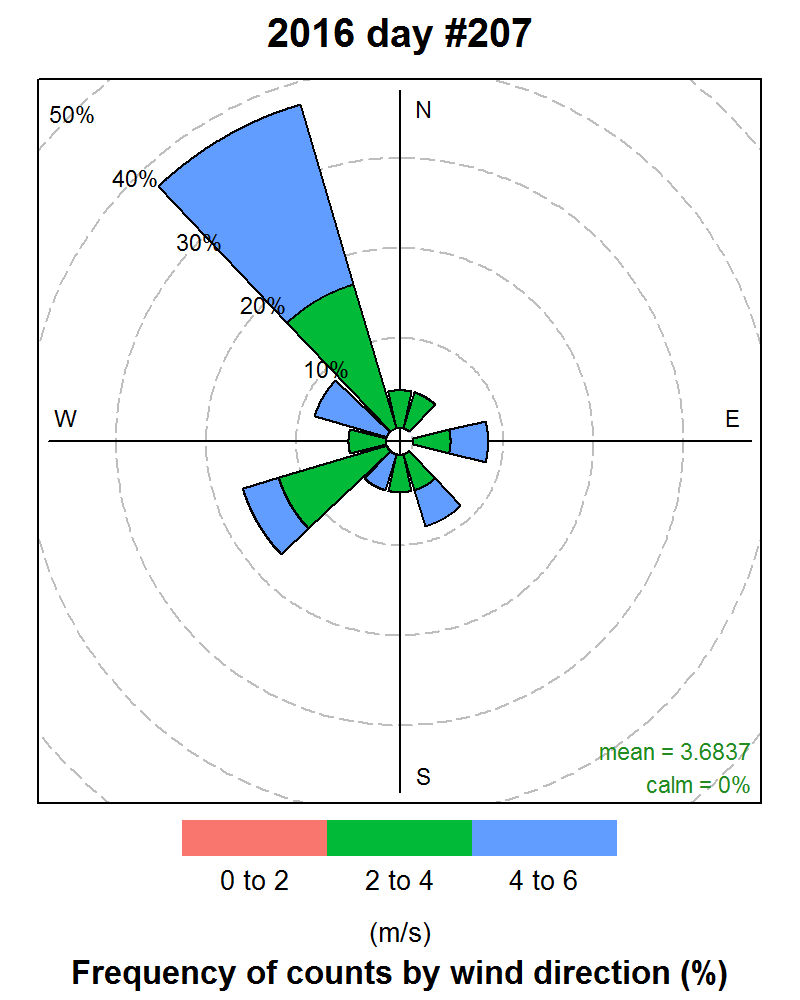 2016 day #207
50%
N
40%
30%
20%
10%
W
E
S
mean = 3.6837
calm = 0%
0 to 2
2 to 4
4 to 6
(m/s)
Frequency of counts by wind direction (%)